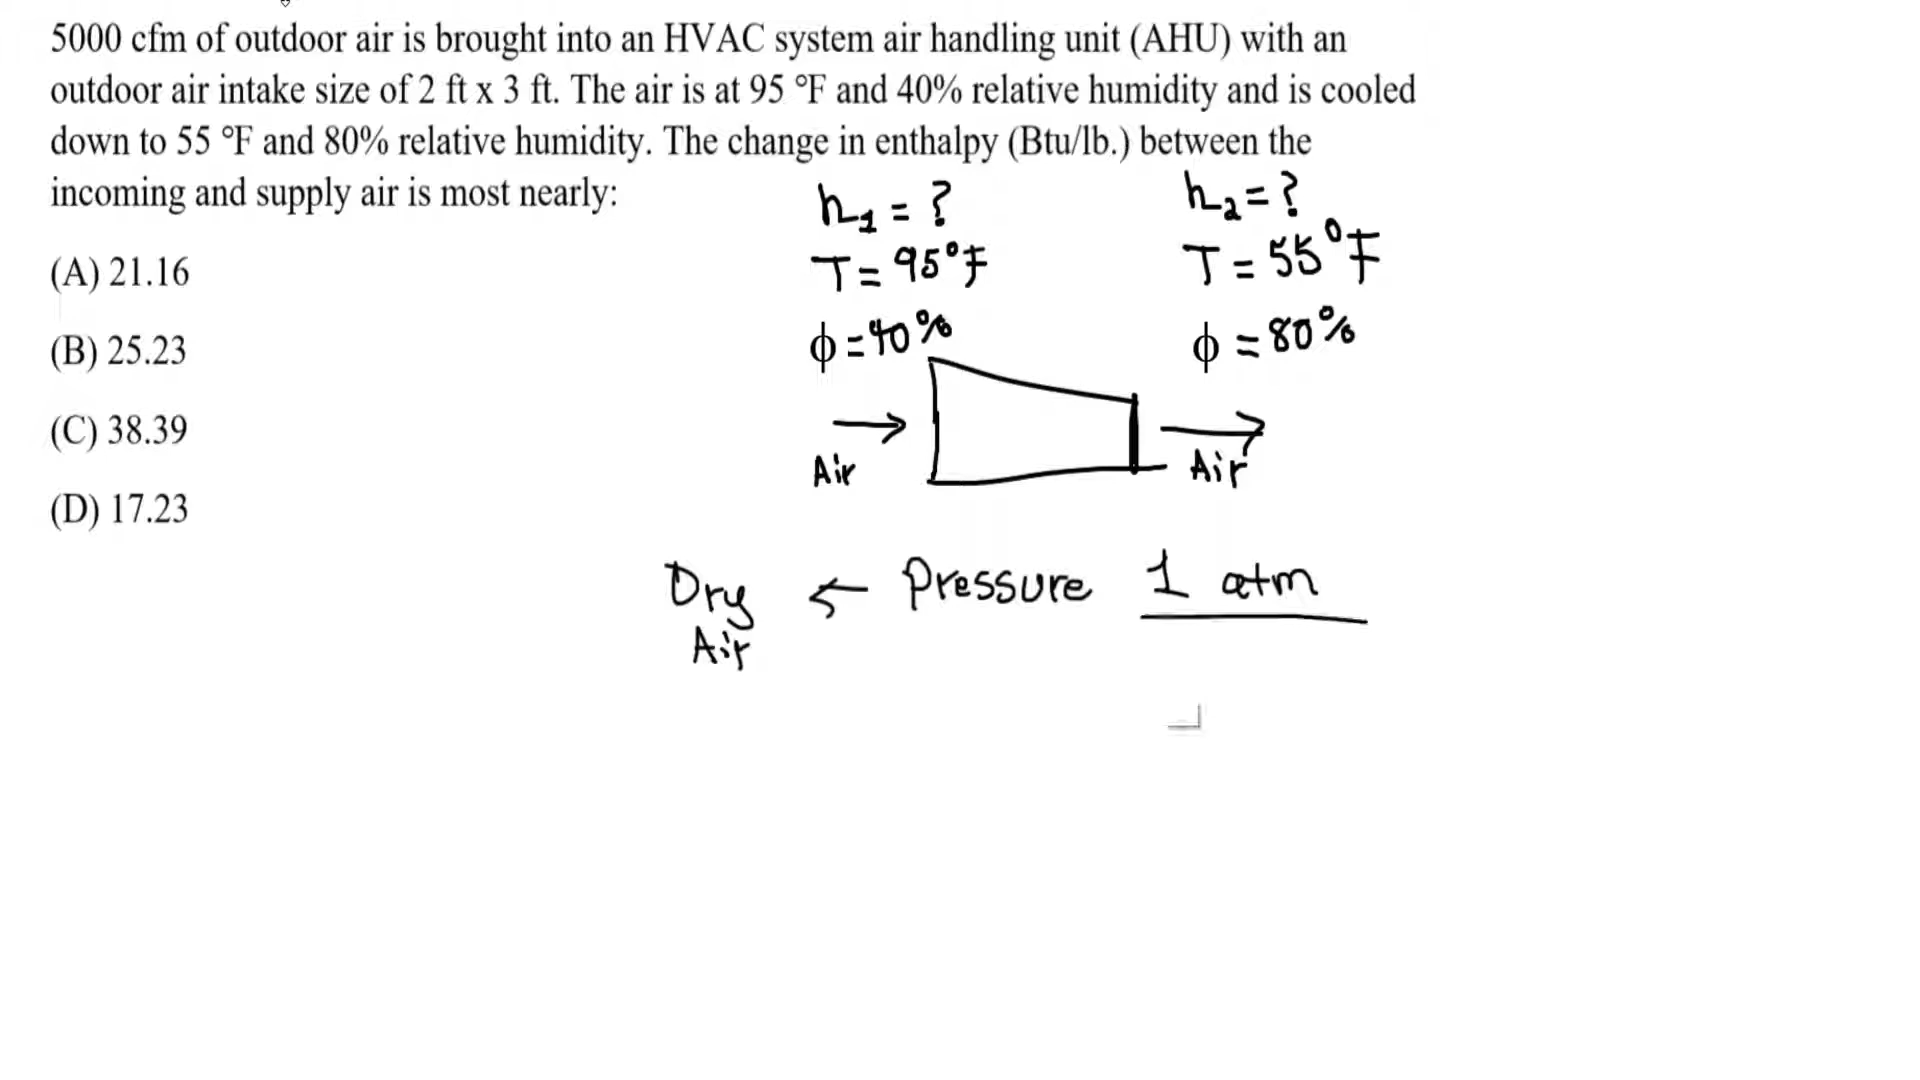 5000 cfm of outdoor air is brought into an HVAC system air handling unit (AHU) with an
outdoor air intake size of 2 ft x 3 ft. The air is at 95 °F and 40% relative humidity and is cooled
down to 55 °F and 80% relative humidity. The change in enthalpy (Btu/lb.) between the
incoming and supply air is most nearly:
(A) 21.16
(B) 25.23
(C) 38.39
(D) 17.23
h1 = ?
T = 95°F
ϕ = 40%
Air
h2 = ?
T = 55°F
ϕ = 80%
Air
Dry Air ← Pressure 1 atm